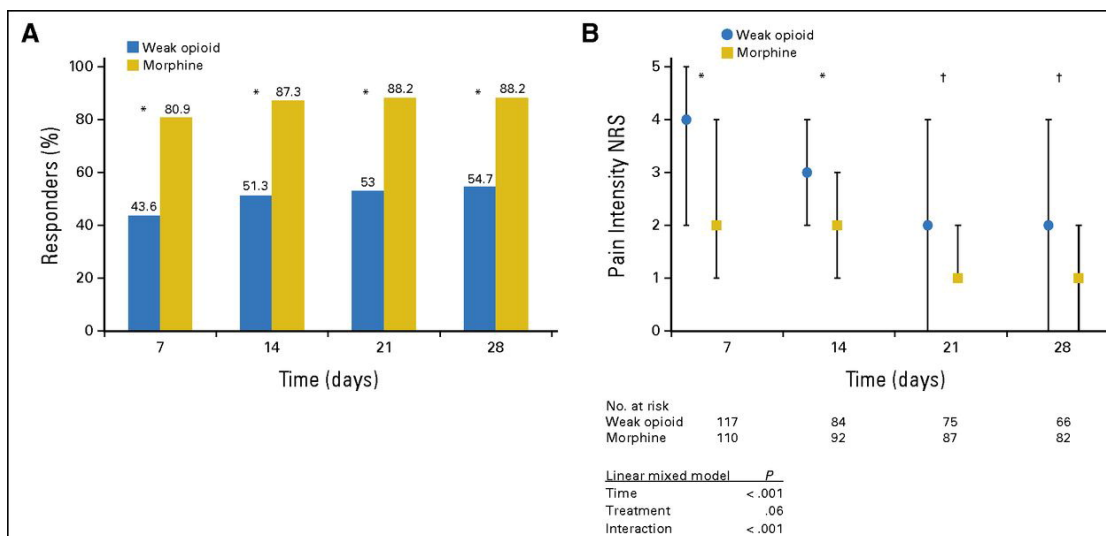 A
Weak opioid
Morphine
100
80
60
40
20
0
Responders (%)
*
43.6
80.9
*
51.3
87.3
*
53
88.2
*
54.7
88.2
7
14
21
28
Time (days)
B
Weak opioid
Morphine
5
4
3
2
1
0
Pain Intensity NRS
*
*
†
†
7
14
21
28
Time (days)
No. at risk
Weak opioid 117 84 75 66
Morphine 110 92 87 82
Linear mixed model P
Time < .001
Treatment .06
Interaction < .001